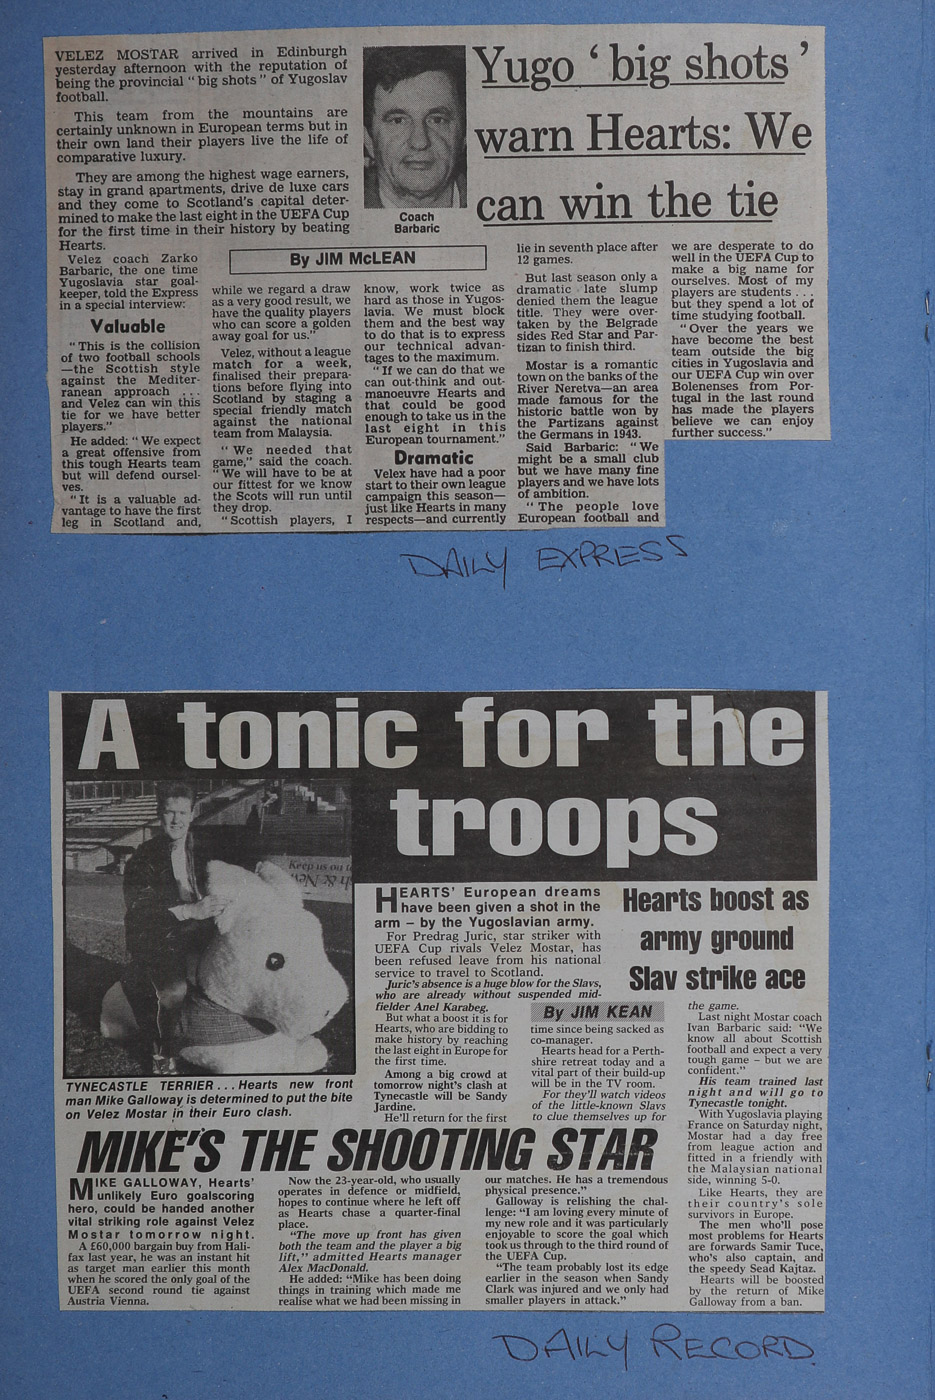 Yugo ‘big shots’
warn Hearts: We
can win the tie
VELEZ MOSTAR arrived in Edinburgh
yesterday afternoon with the reputation of
being the provincial "big shots" of Yugoslav
football.
This team from the mountains are
certainly unknown in European terms but in
their own land their players live the life of
comparative luxury.
They are among the highest wage earners,
stay in grand apartments, drive de luxe cars
and they come to Scotland's capital deter-
mined to make the last eight in the UEFA Cup
for the first time in their history by beating
Hearts.
Coach
Barbaric
By JIM McLEAN
Velez coach Zarko
Barbaric, the one time
Yugoslavia star goal-
keeper, told the Express
in a special interview:
Valuable
"This is the collision
of two football schools
—the Scottish style
against the Mediter-
ranean approach . . .
and Velez can win this
tie for we have better
players."
He added: "We expect
a great offensive from
this tough Hearts team
but will defend oursel-
ves.
"It is a valuable ad-
vantage to have the first
leg in Scotland and,
while we regard a draw
as a very good result, we
have the quality players
who can score a golden
away goal for us."
Velez, without a league
match for a week,
finalised their prepara-
tions before flying into
Scotland by staging a
special friendly match
against the national
team from Malaysia.
"We needed that
game," said the coach.
"We will have to be at
our fittest for we know
the Scots will run until
they drop.
"Scottish players, I
know, work twice as
hard as those in Yugos-
lavia. We must block
them and the best way
to do that is to express
our technical advan-
tages to the maximum.
"If we can do that we
can out-think and out-
manoeuvre Hearts and
that could be good
enough to take us in the
last eight in this
European tournament."
Dramatic
Velex have had a poor
start to their own league
campaign this season—
just like Hearts in many
respects—and currently
lie in seventh place after
12 games.
But last season only a
dramatic late slump
denied them the league
title. They were over-
taken by the Belgrade
sides Red Star and Par-
tizan to finish third.
Mostar is a romantic
town on the banks of the
River Neretva—an area
made famous for the
historic battle won by
the Partizans against
the Germans in 1943.
Said Barbaric: "We
might be a small club
but we have many fine
players and we have lots
of ambition.
"The people love
European football and
we are desperate to do
well in the UEFA Cup to
make a big name for
ourselves. Most of my
players are students . . .
but they spend a lot of
time studying football.
"Over the years we
have become the best
team outside the big
cities in Yugoslavia and
our UEFA Cup win over
Bolenenses from Por-
tugal in the last round
has made the players
believe we can enjoy
further success."
DAILY EXPRESS
A tonic for the
troops
Keep us on t
TYNECASTLE TERRIER . . . Hearts new front
man Mike Galloway is determined to put the bite
on Velez Mostar in their Euro clash.
Hearts boost as
army ground
Slav strike ace
HEARTS' European dreams
have been given a shot in the
arm – by the Yugoslavian army.
For Predrag Juric, star striker with
UEFA Cup rivals Velez Mostar, has
been refused leave from his national
service to travel to Scotland.
Juric's absence is a huge blow for the Slavs,
who are already without suspended mid-
fielder Anel Karabeg.
But what a boost it is for
Hearts, who are bidding to
make history by reaching
the last eight in Europe for
the first time.
Among a big crowd at
tomorrow night's clash at
Tynecastle will be Sandy
Jardine.
He'll return for the first
By JIM KEAN
time since being sacked as
co-manager.
Hearts head for a Perth-
shire retreat today and a
vital part of their build-up
will be in the TV room.
For they'll watch videos
of the little-known Slavs
to clue themselves up for
the game.
Last night Mostar coach
Ivan Barbaric said: "We
know all about Scottish
football and expect a very
tough game – but we are
confident."
His team trained last
night and will go to
Tynecastle tonight.
With Yugoslavia playing
France on Saturday night,
Mostar had a day free
from league action and
fitted in a friendly with
the Malaysian national
side, winning 5-0.
Like Hearts, they are
their country's sole
survivors in Europe.
The men who'll pose
most problems for Hearts
are forwards Samir Tuce,
who's also captain, and
the speedy Sead Kajtaz.
Hearts will be boosted
by the return of Mike
Galloway from a ban.
MIKE'S THE SHOOTING STAR
MIKE GALLOWAY, Hearts'
unlikely Euro goalscoring
hero, could be handed another
vital striking role against Velez
Mostar tomorrow night.
A £60,000 bargain buy from Hali-
fax last year, he was an instant hit
as target man earlier this month
when he scored the only goal of the
UEFA second round tie against
Austria Vienna.
Now the 23-year-old, who usually
operates in defence or midfield,
hopes to continue where he left off
as Hearts chase a quarter-final
place.
"The move up front has given
both the team and the player a big
lift," admitted Hearts manager
Alex MacDonald.
He added: "Mike has been doing
things in training which made me
realise what we had been missing in
our matches. He has a tremendous
physical presence."
Galloway is relishing the chal-
lenge: "I am loving every minute of
my new role and it was particularly
enjoyable to score the goal which
took us through to the third round of
the UEFA Cup.
"The team probably lost its edge
earlier in the season when Sandy
Clark was injured and we only had
smaller players in attack."
DAILY RECORD.